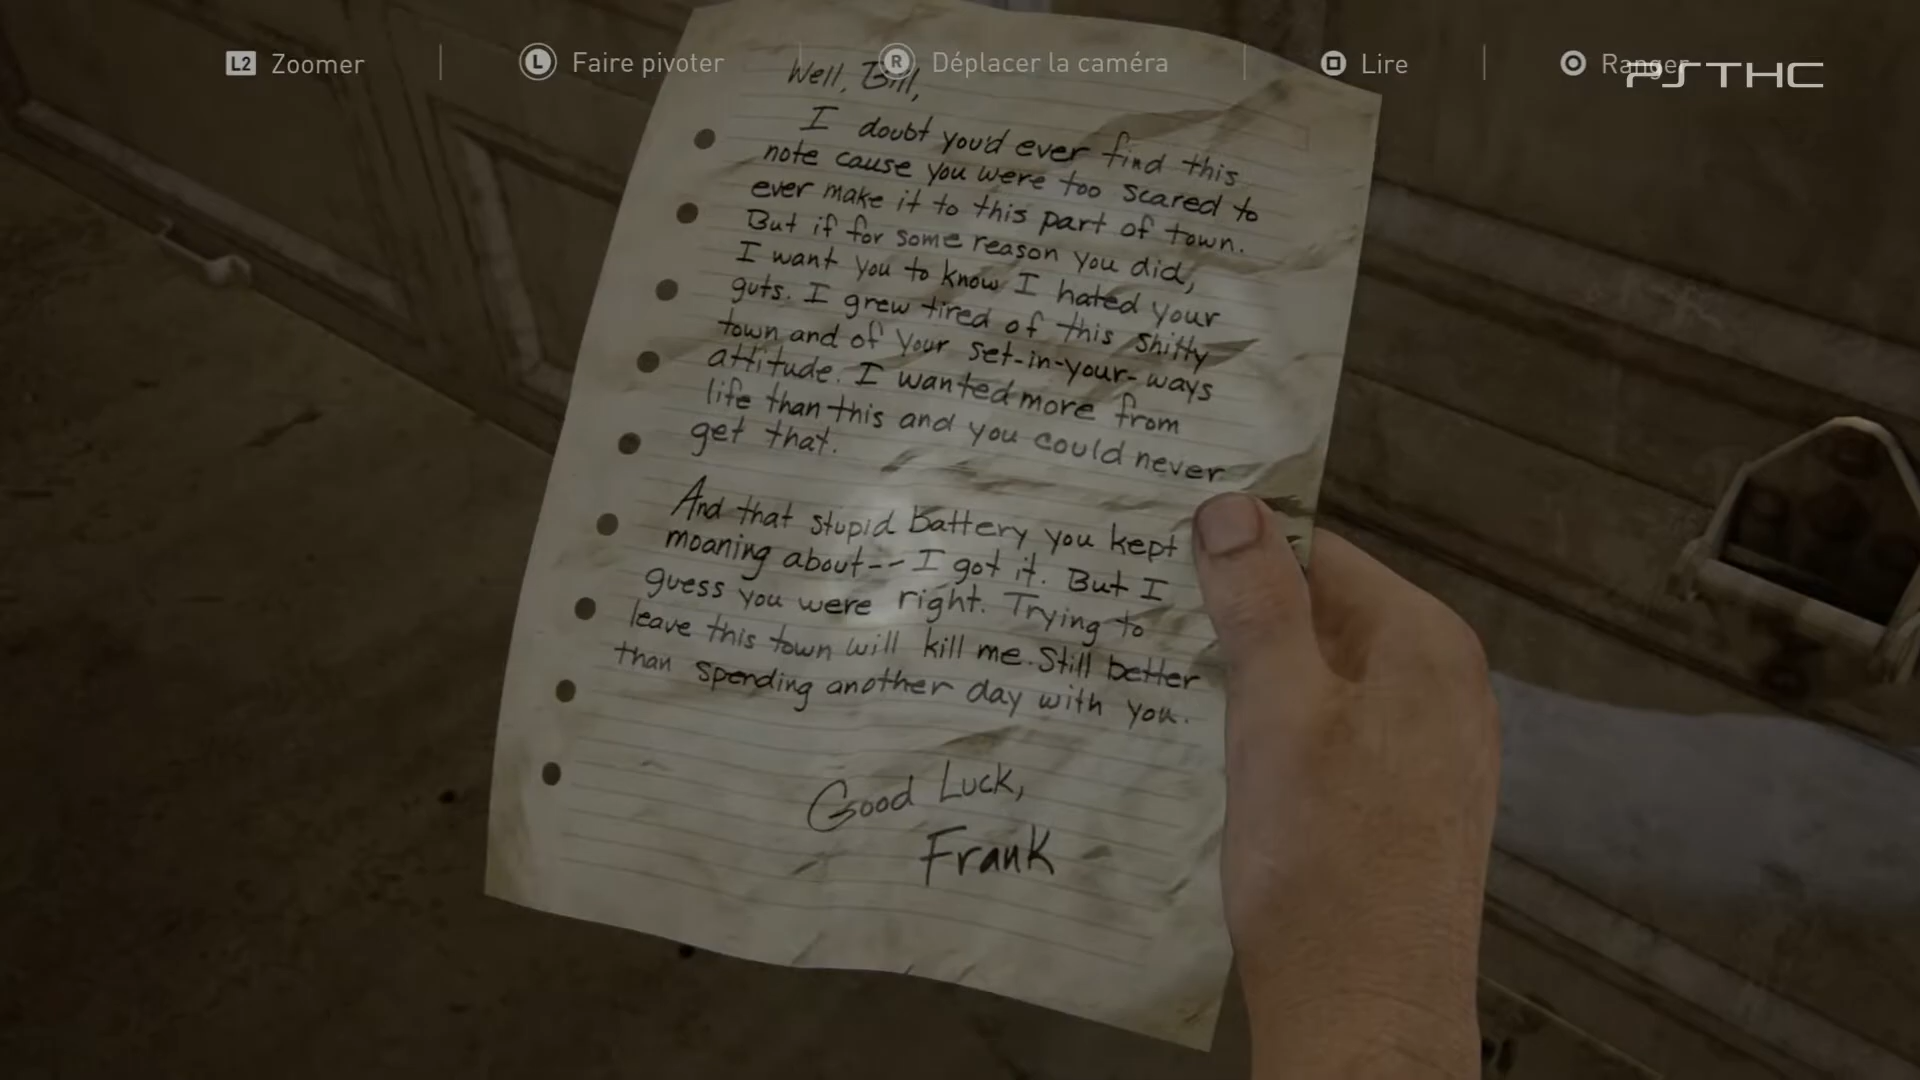 L2 Zoomer L Faire pivoter R Déplacer la caméra Lire Ranger
PSTHC
Well, Bill,
I doubt you'd ever find this
note cause you were too scared to
ever make it to this part of town.
But if for some reason you did,
I want you to know I hated your
guts. I grew tired of this shitty
town and of your set-in-your-ways
attitude. I wanted more from
life than this and you could never
get that.
And that stupid battery you kept
moaning about-- I got it. But I
guess you were right. Trying to
leave this town will kill me. Still better
than spending another day with you.
Good Luck,
Frank